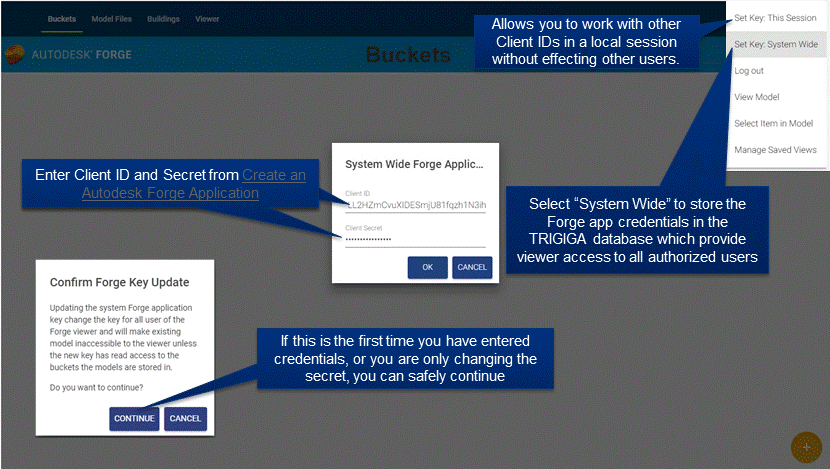 Buckets Model Files Buildings Viewer
AUTODESK® FORGE
Buckets
Allows you to work with other
Client IDs in a local session
without effecting other users.
Set Key: This Session
Set Key: System Wide
Log out
View Model
Select Item in Model
Manage Saved Views
Enter Client ID and Secret from Create an
Autodesk Forge Application
System Wide Forge Applic...
Client ID
LL2HZmCvuXIDESmjU81fqzh1N3ih
Client Secret
••••••••••••••••
OK CANCEL
Select “System Wide” to store the
Forge app credentials in the
TRIGIGA database which provide
viewer access to all authorized users
Confirm Forge Key Update
Updating the system Forge application
key change the key for all user of the
Forge viewer and will make existing
model inaccessible to the viewer unless
the new key has read access to the
buckets the models are stored in.
Do you want to continue?
CONTINUE CANCEL
If this is the first time you have entered
credentials, or you are only changing the
secret, you can safely continue
+